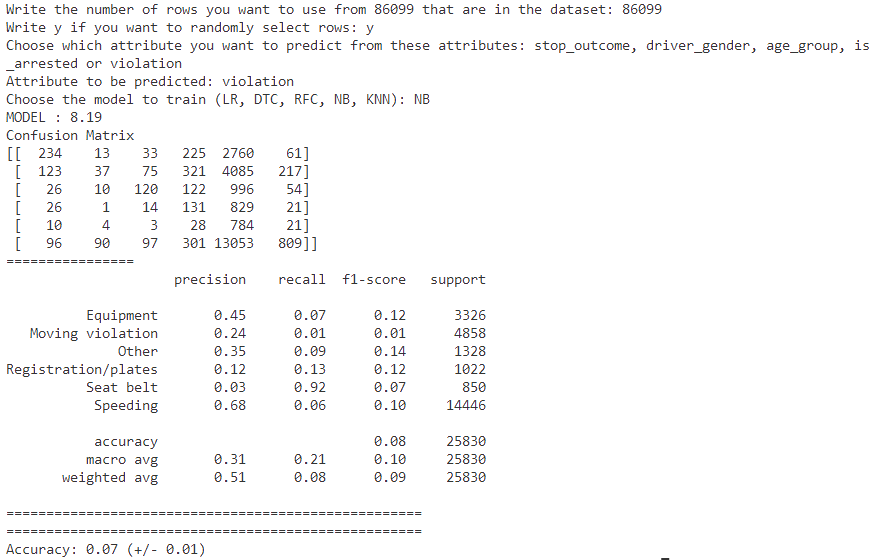 Write the number of rows you want to use from 86099 that are in the dataset: 86099
Write y if you want to randomly select rows: y
Choose which attribute you want to predict from these attributes: stop_outcome, driver_gender, age_group, is
_arrested or violation
Attribute to be predicted: violation
Choose the model to train (LR, DTC, RFC, NB, KNN): NB
MODEL : 8.19
Confusion Matrix
[[  234    13    33   225  2760    61]
 [  123    37    75   321  4085   217]
 [   26    10   120   122   996    54]
 [   26     1    14   131   829    21]
 [   10     4     3    28   784    21]
 [   96    90    97   301 13053   809]]
================
                     precision    recall  f1-score   support

          Equipment       0.45      0.07      0.12      3326
   Moving violation       0.24      0.01      0.01      4858
              Other       0.35      0.09      0.14      1328
Registration/plates       0.12      0.13      0.12      1022
          Seat belt       0.03      0.92      0.07       850
           Speeding       0.68      0.06      0.10     14446

           accuracy                           0.08     25830
          macro avg       0.31      0.21      0.10     25830
       weighted avg       0.51      0.08      0.09     25830

====================================================
====================================================
Accuracy: 0.07 (+/- 0.01)